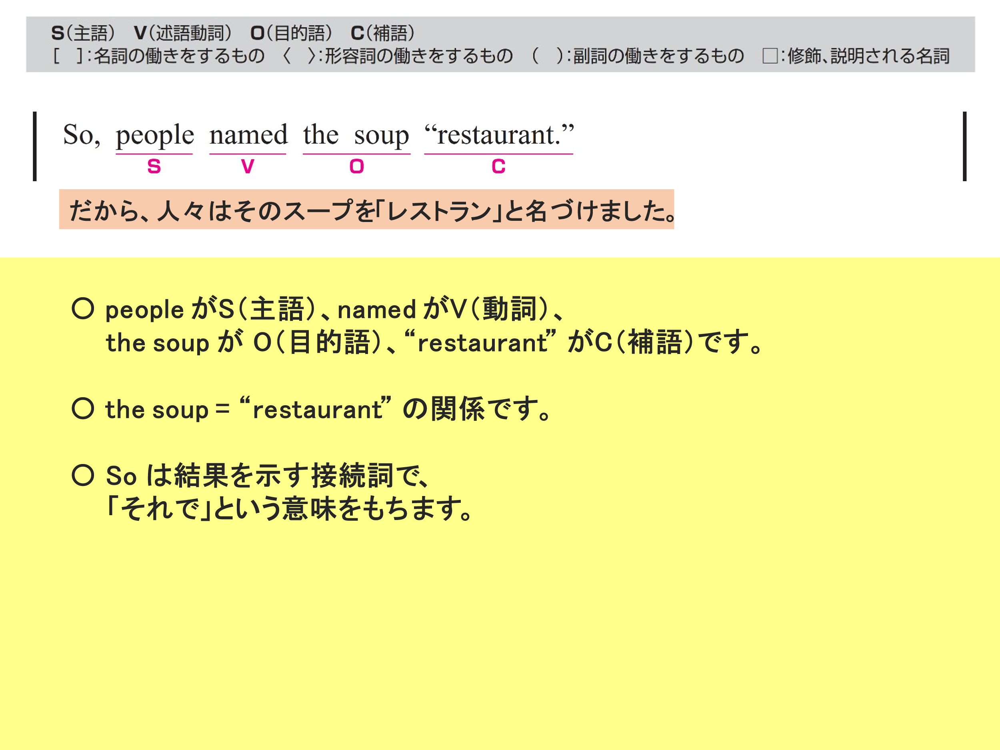 S（主語）　V（述語動詞）　O（目的語）　C（補語）
［　］：名詞の働きをするもの　〈　〉：形容詞の働きをするもの　（　）：副詞の働きをするもの　□：修飾、説明される名詞
So, people named the soup “restaurant.”
S V O C
だから、人々はそのスープを「レストラン」と名づけました。
○ people がS（主語）、named がV（動詞）、
the soup が O（目的語）、“restaurant” がC（補語）です。
○ the soup = “restaurant” の関係です。
○ So は結果を示す接続詞で、
「それで」という意味をもちます。